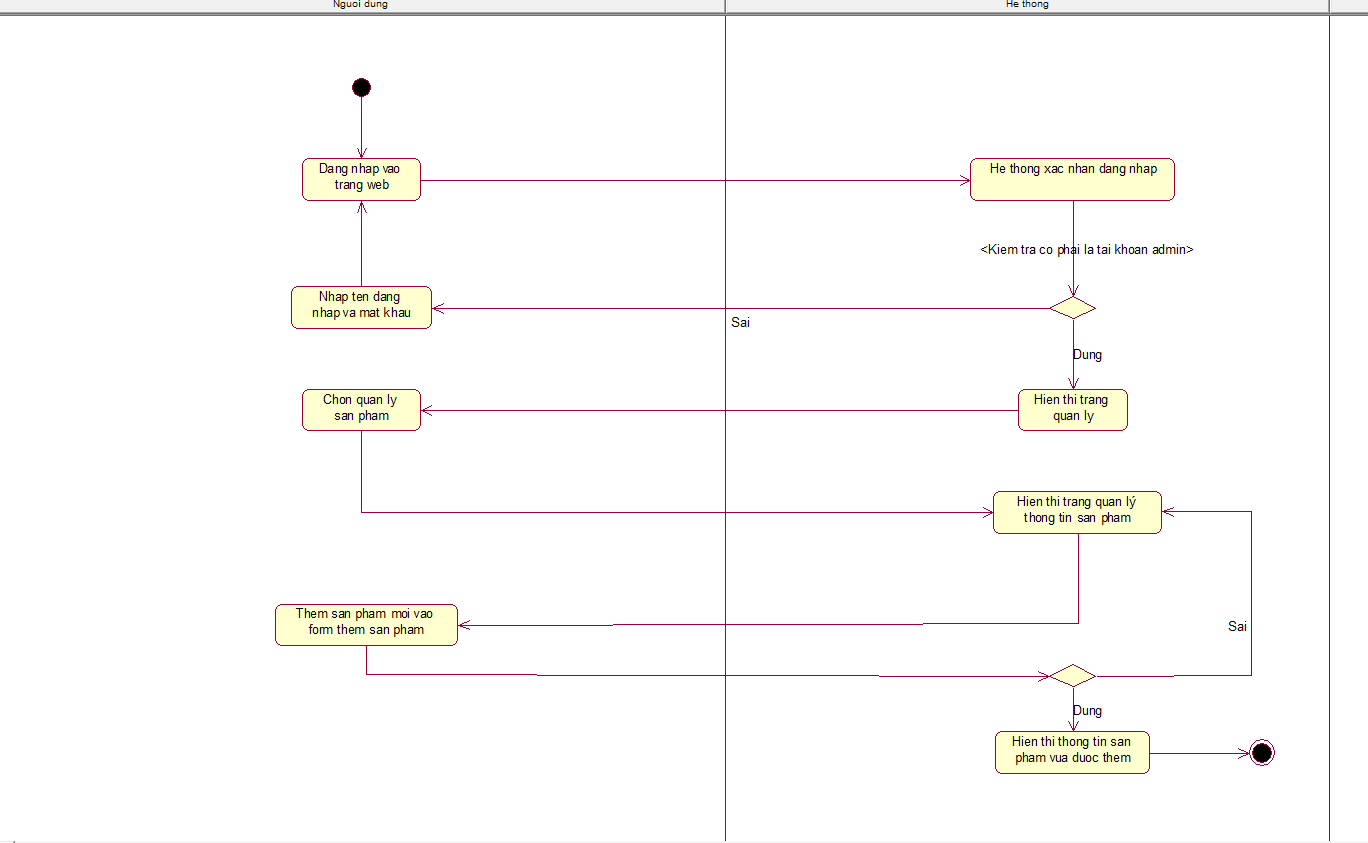 Nguoi dung
He thong
Dang nhap vao
trang web
He thong xac nhan dang nhap
<Kiem tra co phai la tai khoan admin>
Nhap ten dang
nhap va mat khau
Sai
Dung
Chon quan ly
san pham
Hien thi trang
quan ly
Hien thi trang quan lý
thong tin san pham
Them san pham moi vao
form them san pham
Sai
Dung
Hien thi thong tin san
pham vua duoc them